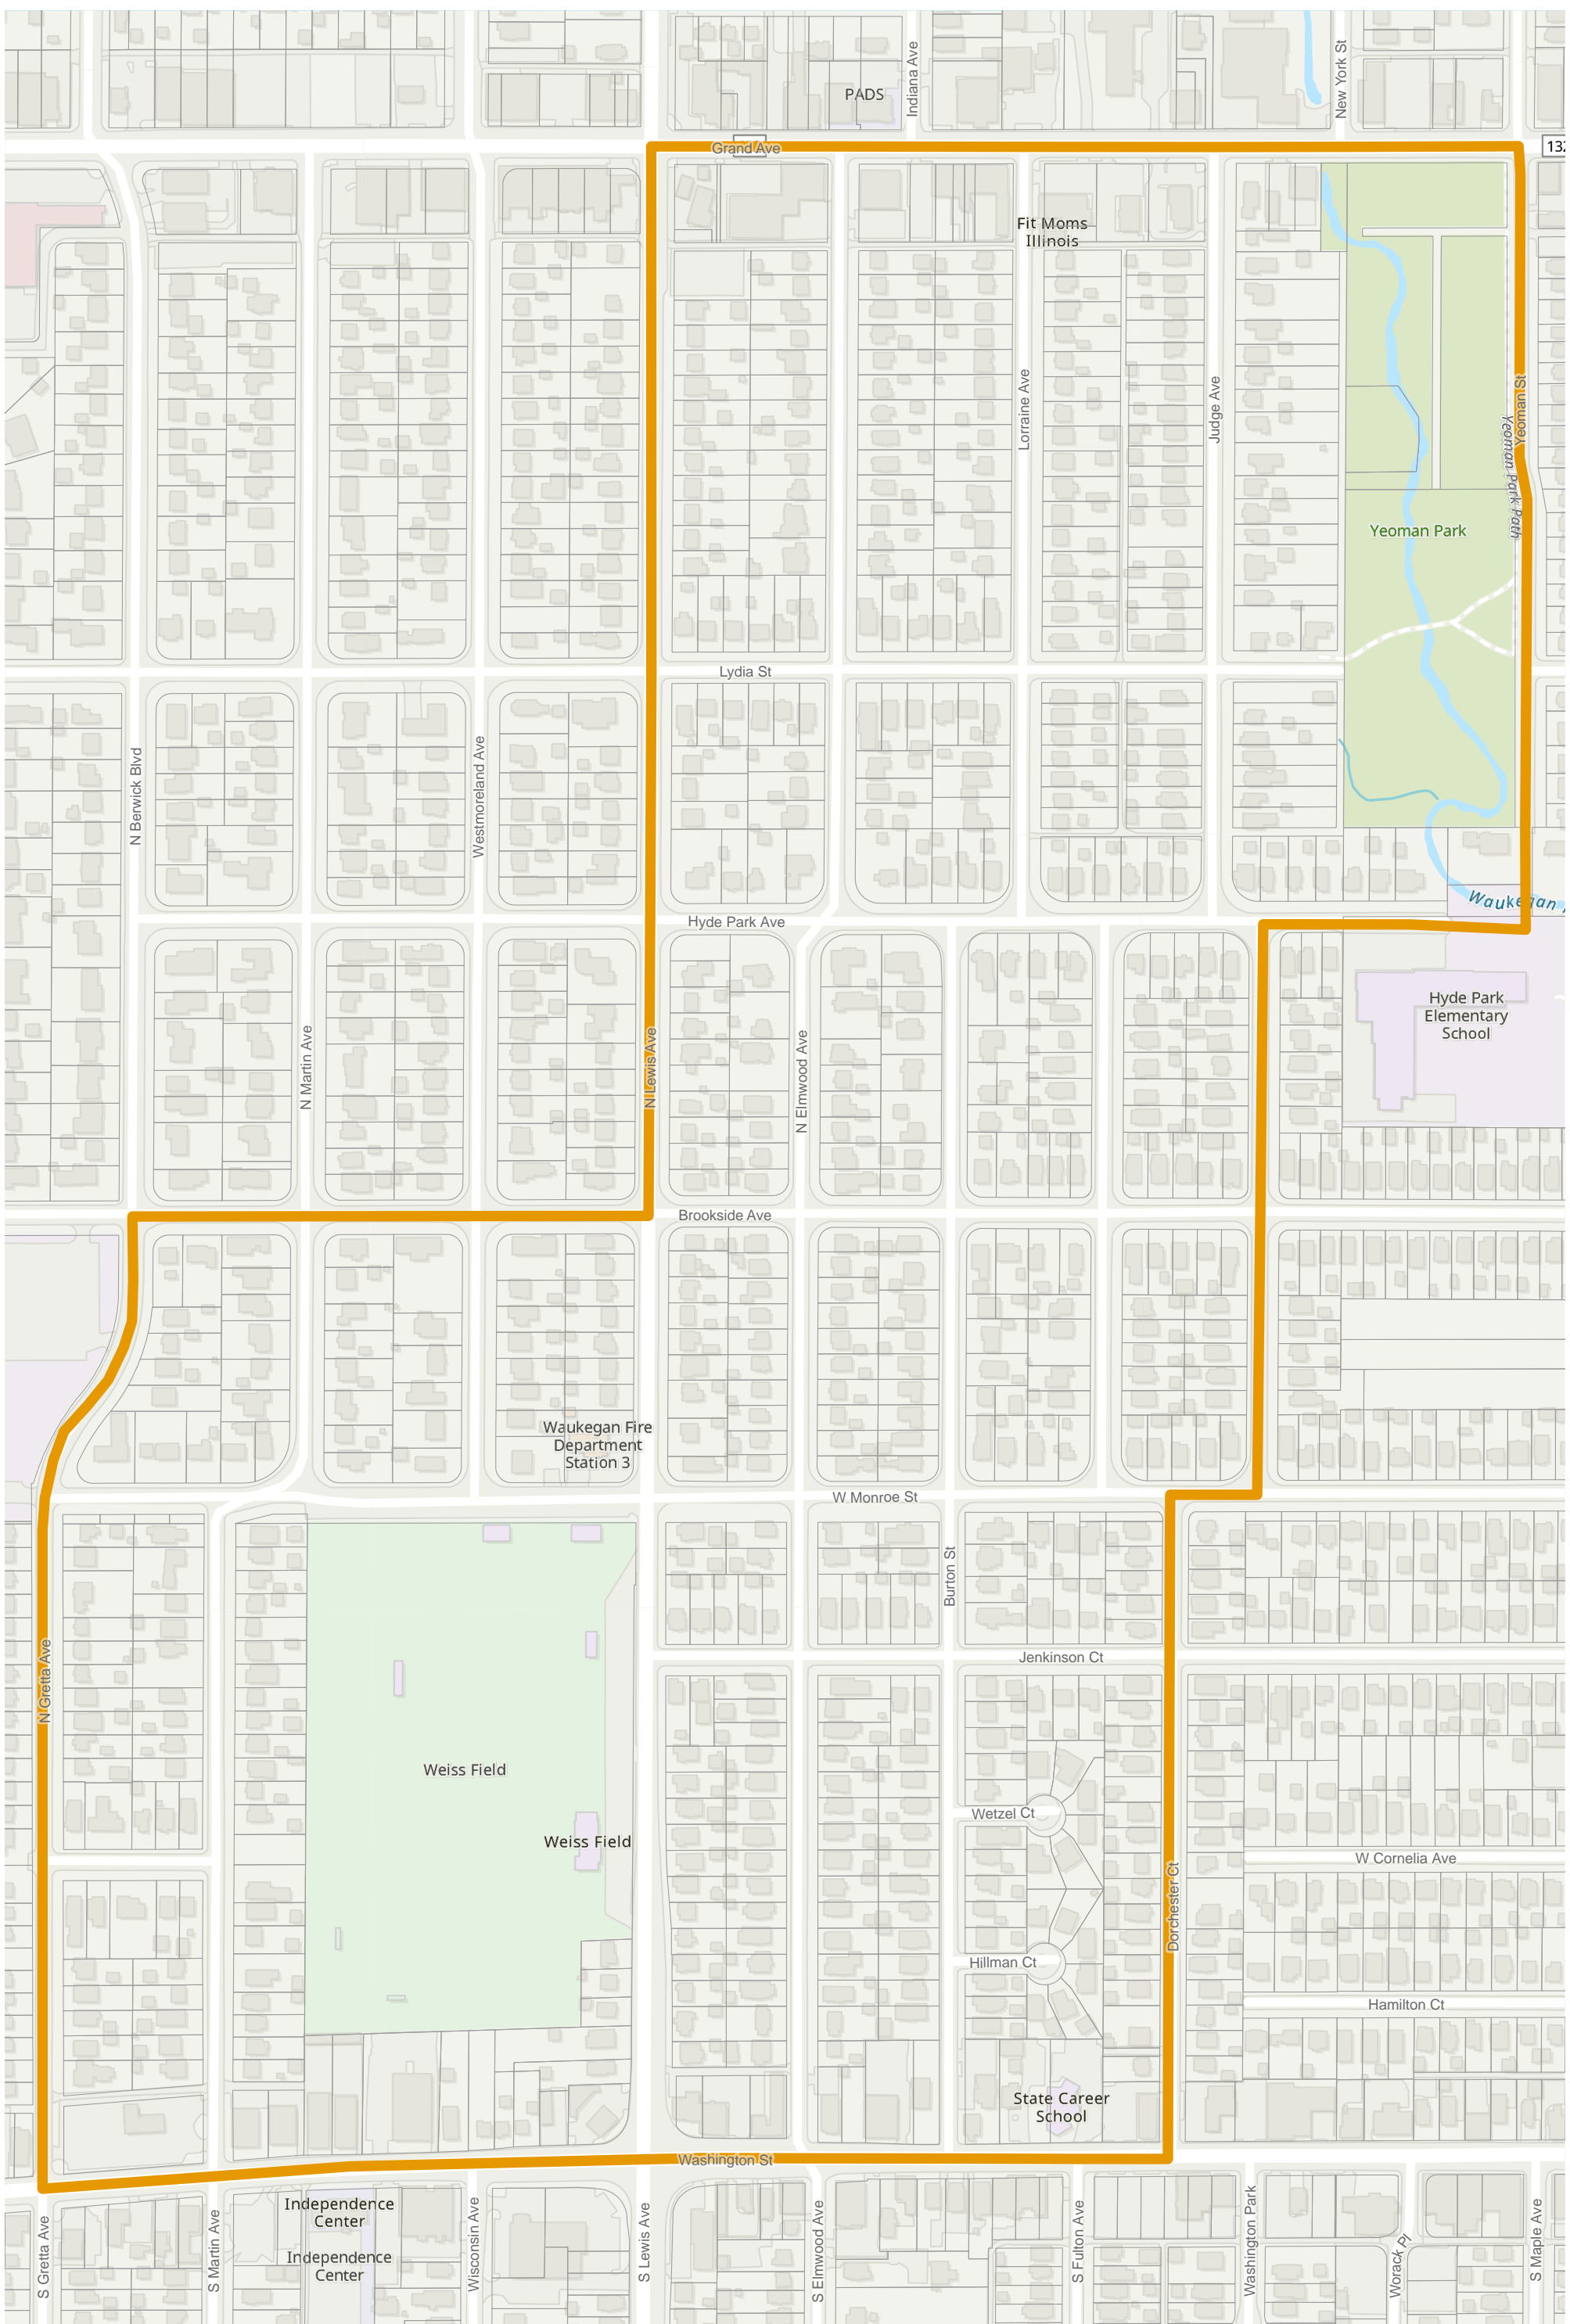 PADS
Indiana Ave
New York St
Grand Ave
132
Fit Moms
Illinois
Lorraine Ave
Judge Ave
Yeoman St
Yeoman Park Path
Yeoman Park
Lydia St
N Berwick Blvd
Westmoreland Ave
Hyde Park Ave
Waukegan
Hyde Park
Elementary
School
N Martin Ave
N Lewis Ave
N Elmwood Ave
Brookside Ave
Waukegan Fire
Department
Station 3
W Monroe St
Burton St
Jenkinson Ct
N Gretta Ave
Weiss Field
Wetzel Ct
Weiss Field
W Cornelia Ave
Dorchester Ct
Hillman Ct
Hamilton Ct
State Career
School
Washington St
Independence
Center
Independence
Center
S Gretta Ave
S Martin Ave
Wisconsin Ave
S Lewis Ave
S Elmwood Ave
S Fulton Ave
Washington Park
Worack Pl
S Maple Ave